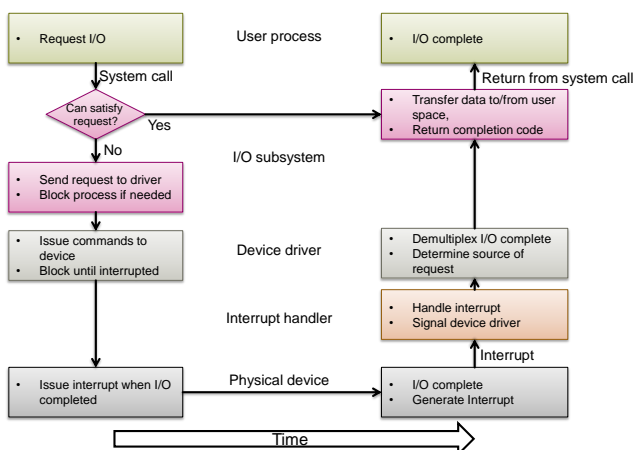 • Request I/O
User process
• I/O complete
System call
Return from system call
Can satisfy
request?
Yes
• Transfer data to/from user
space,
• Return completion code
No
I/O subsystem
• Send request to driver
• Block process if needed
• Issue commands to
device
• Block until interrupted
Device driver
• Demultiplex I/O complete
• Determine source of
request
Interrupt handler
• Handle interrupt
• Signal device driver
Interrupt
• Issue interrupt when I/O
completed
Physical device
• I/O complete
• Generate Interrupt
Time